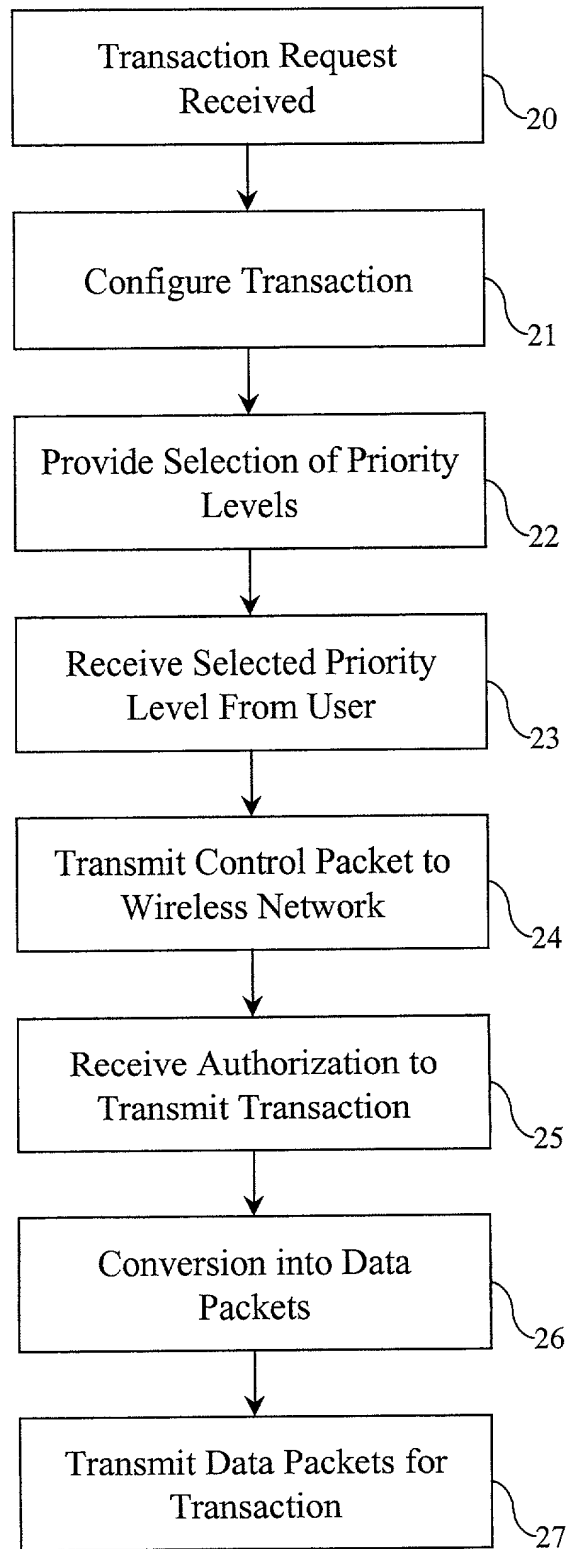 Transaction Request
Received
20
Configure Transaction
21
Provide Selection of Priority
Levels
22
Receive Selected Priority
Level From User
23
Transmit Control Packet to
Wireless Network
24
Receive Authorization to
Transmit Transaction
25
Conversion into Data
Packets
26
Transmit Data Packets for
Transaction
27